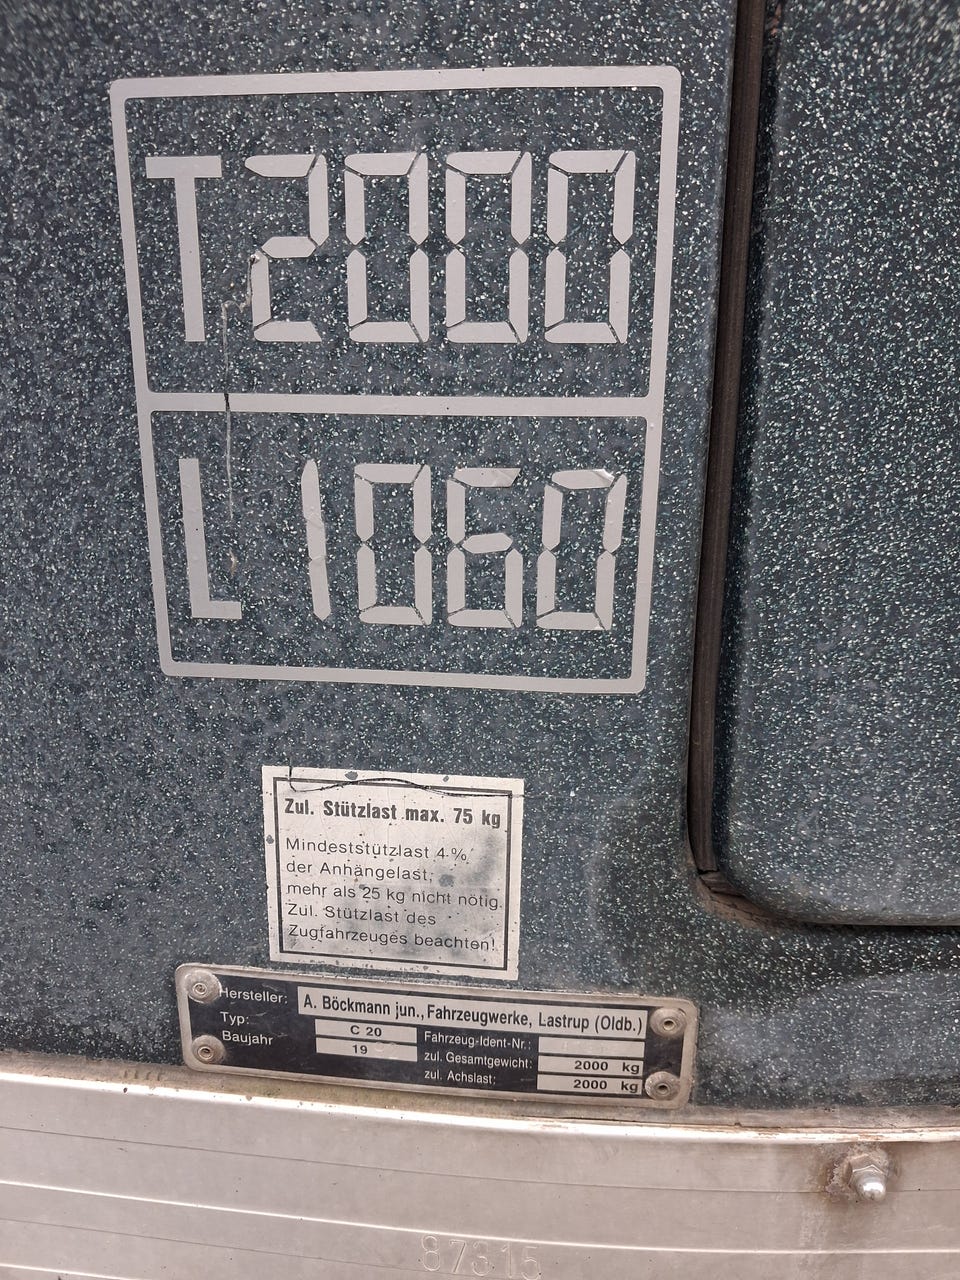 T2000
L1060
Zul. Stützlast max. 75 kg
Mindeststützlast 4 %
der Anhängelast,
mehr als 25 kg nicht nötig.
Zul. Stützlast des
Zugfahrzeuges beachten!
Hersteller: A. Böckmann jun., Fahrzeugwerke, Lastrup (Oldb.)
Typ: C 20 Fahrzeug-Ident-Nr.:
Baujahr 19 zul. Gesamtgewicht: 2000 kg
zul. Achslast: 2000 kg
87315